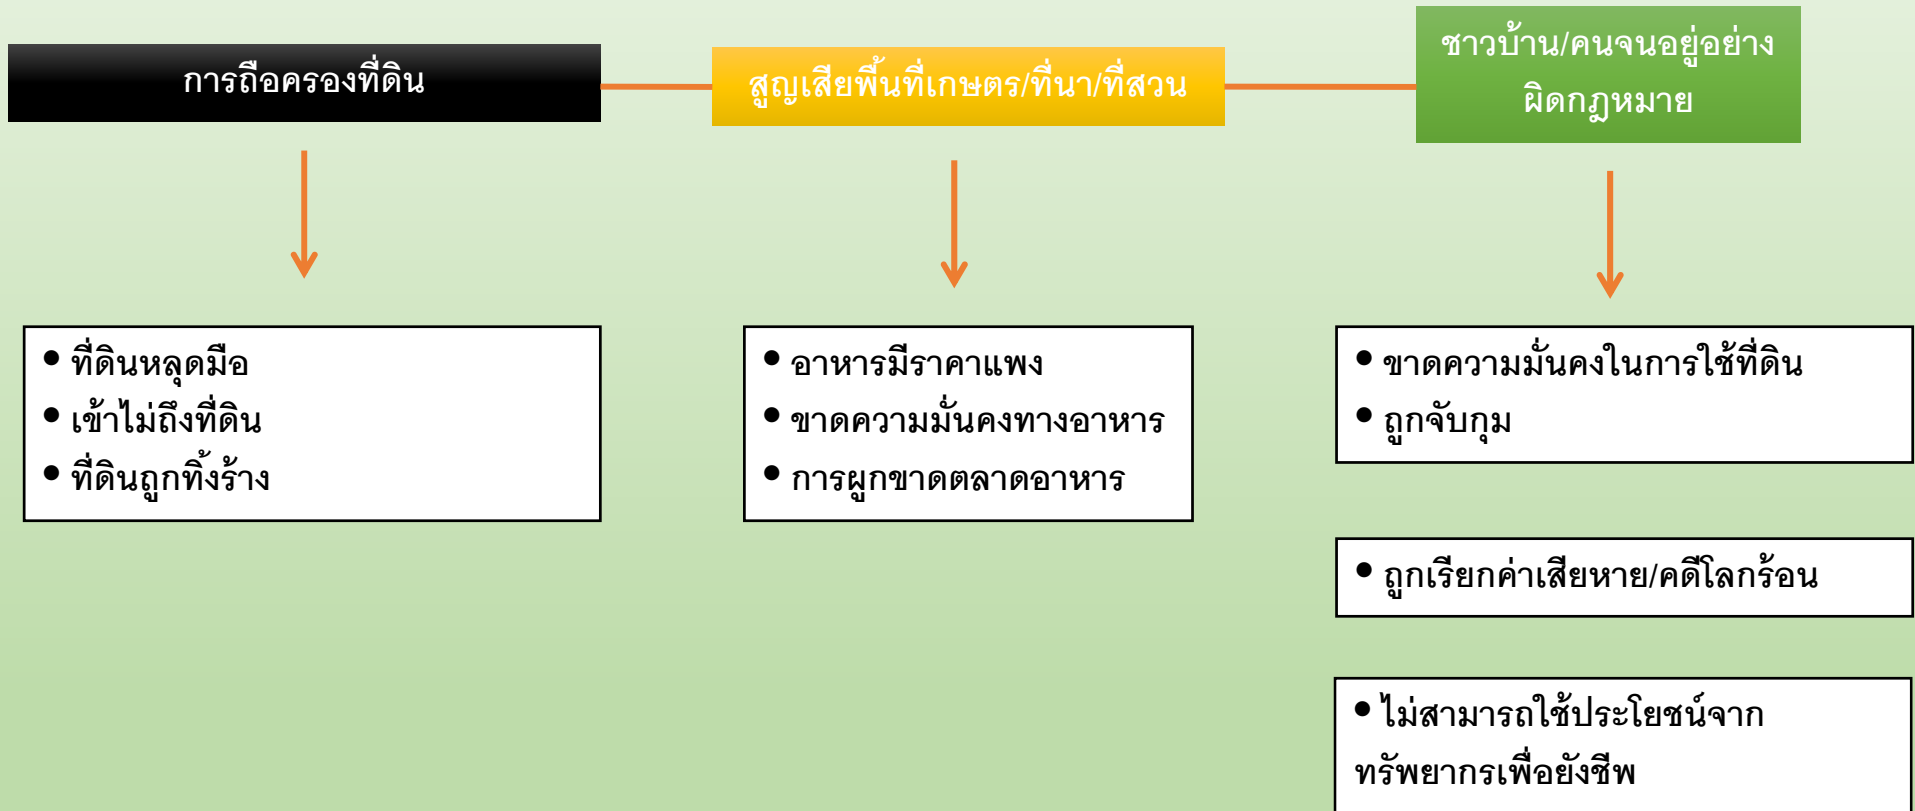 การถือครองที่ดิน
สูญเสียพื้นที่เกษตร/ที่นา/ที่สวน
ชาวบ้าน/คนจนอยู่อยาง
ผิดกฎหมาย
• ที่ดินหลุดมือ
• เข้าไม่ถึงที่ดิน
• ที่ดินถูกทิ้งร้าง
• อาหารมีราคาแพง
• ขาดความมั่นคงทางอาหาร
• การผูกขาดตลาดอาหาร
• ขาดความมั่นคงในการใช้ที่ดิน
• ถูกจับกุม
• ถูกเรียกค่าเสียหาย/คดีโลกร้อน
• ไม่สามารถใช้ประโยชน์จาก
ทรัพยากรเพื่อยังชีพ